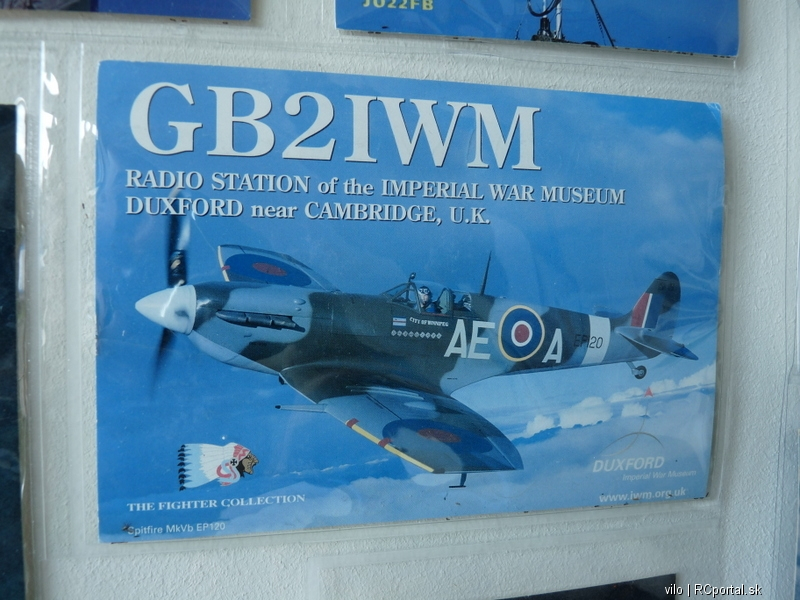 JO22FB
GB2IWM
RADIO STATION of the IMPERIAL WAR MUSEUM
DUXFORD near CAMBRIDGE, U.K.
CITY OF WINNIPEG
AE A
EP120
DUXFORD
Imperial War Museum
THE FIGHTER COLLECTION
www.iwm.org.uk
Spitfire MkVb EP120
vilo | RCportal.sk